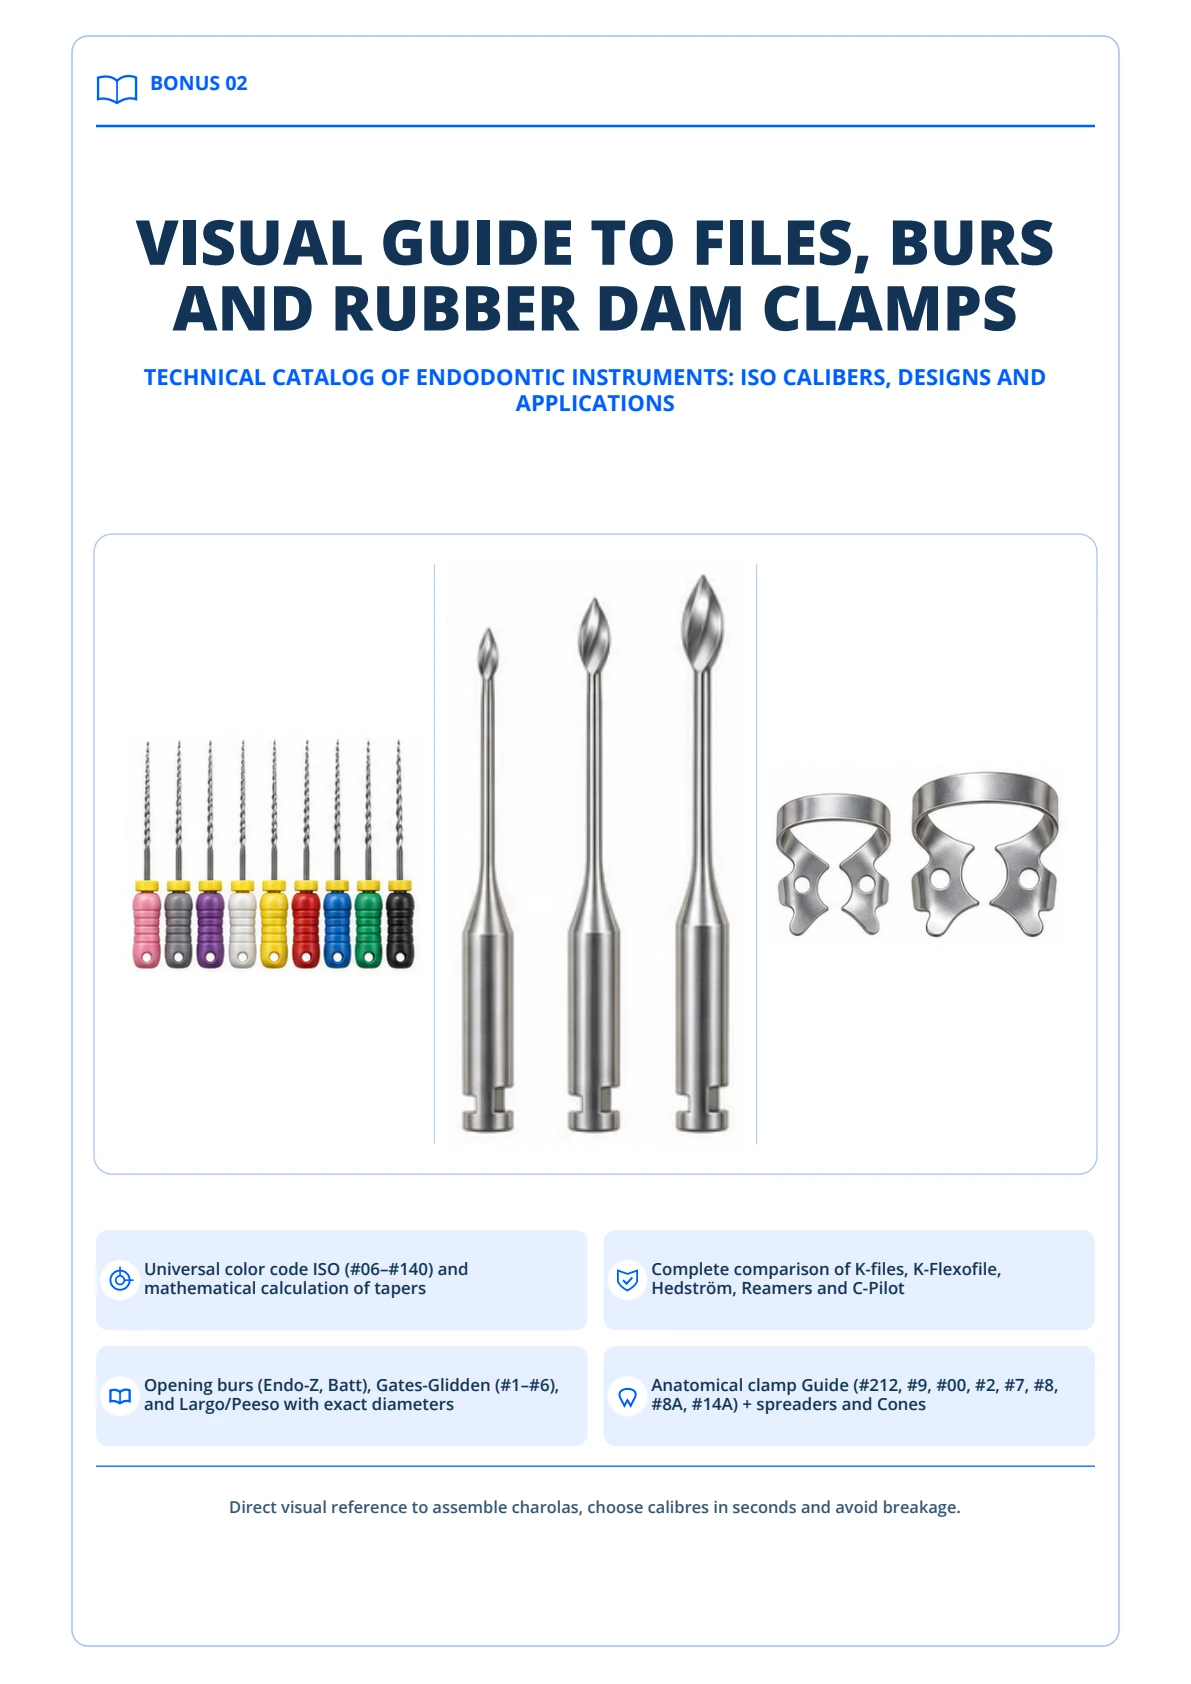 BONUS 02
VISUAL GUIDE TO FILES, BURS
AND RUBBER DAM CLAMPS
TECHNICAL CATALOG OF ENDODONTIC INSTRUMENTS: ISO CALIBERS, DESIGNS AND
APPLICATIONS
Universal color code ISO (#06–#140) and
mathematical calculation of tapers
Complete comparison of K-files, K-Flexofile,
Hedström, Reamers and C-Pilot
Opening burs (Endo-Z, Batt), Gates-Glidden (#1–#6),
and Largo/Peeso with exact diameters
Anatomical clamp Guide (#212, #9, #00, #2, #7, #8,
#8A, #14A) + spreaders and Cones
Direct visual reference to assemble charolas, choose calibres in seconds and avoid breakage.